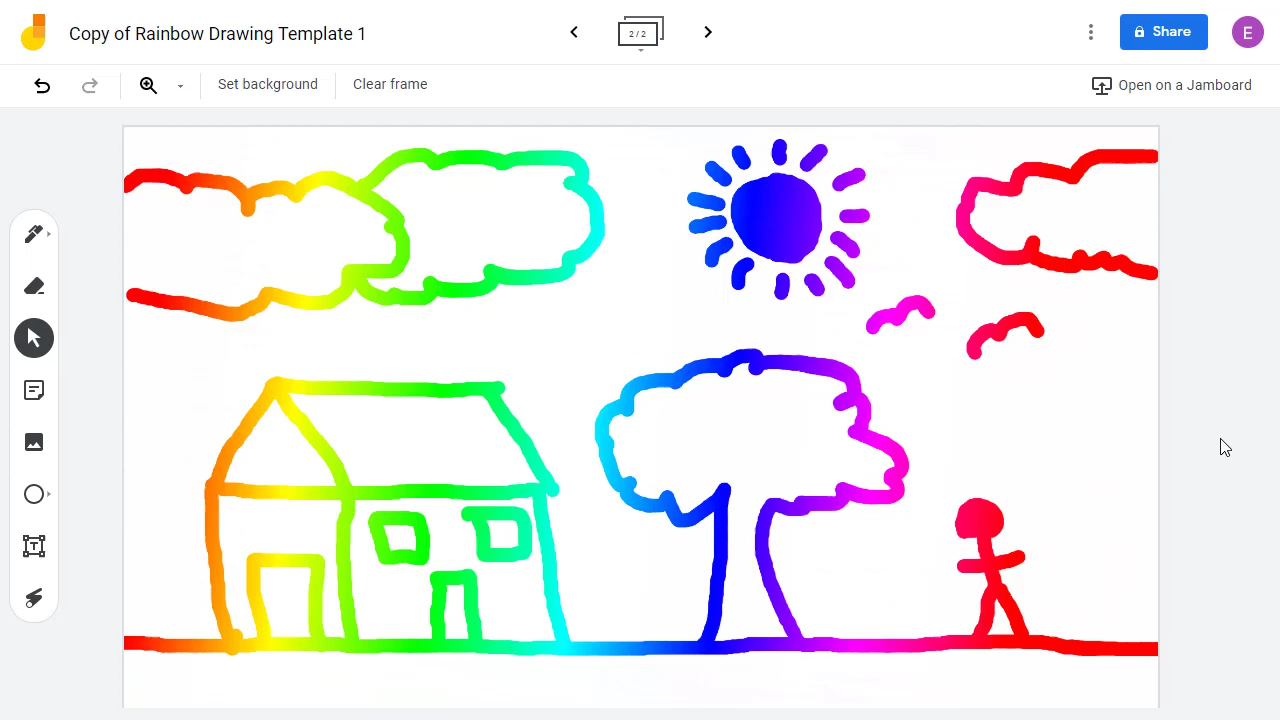 Copy of Rainbow Drawing Template 1
2 / 2
Share
E
Set background
Clear frame
Open on a Jamboard
T